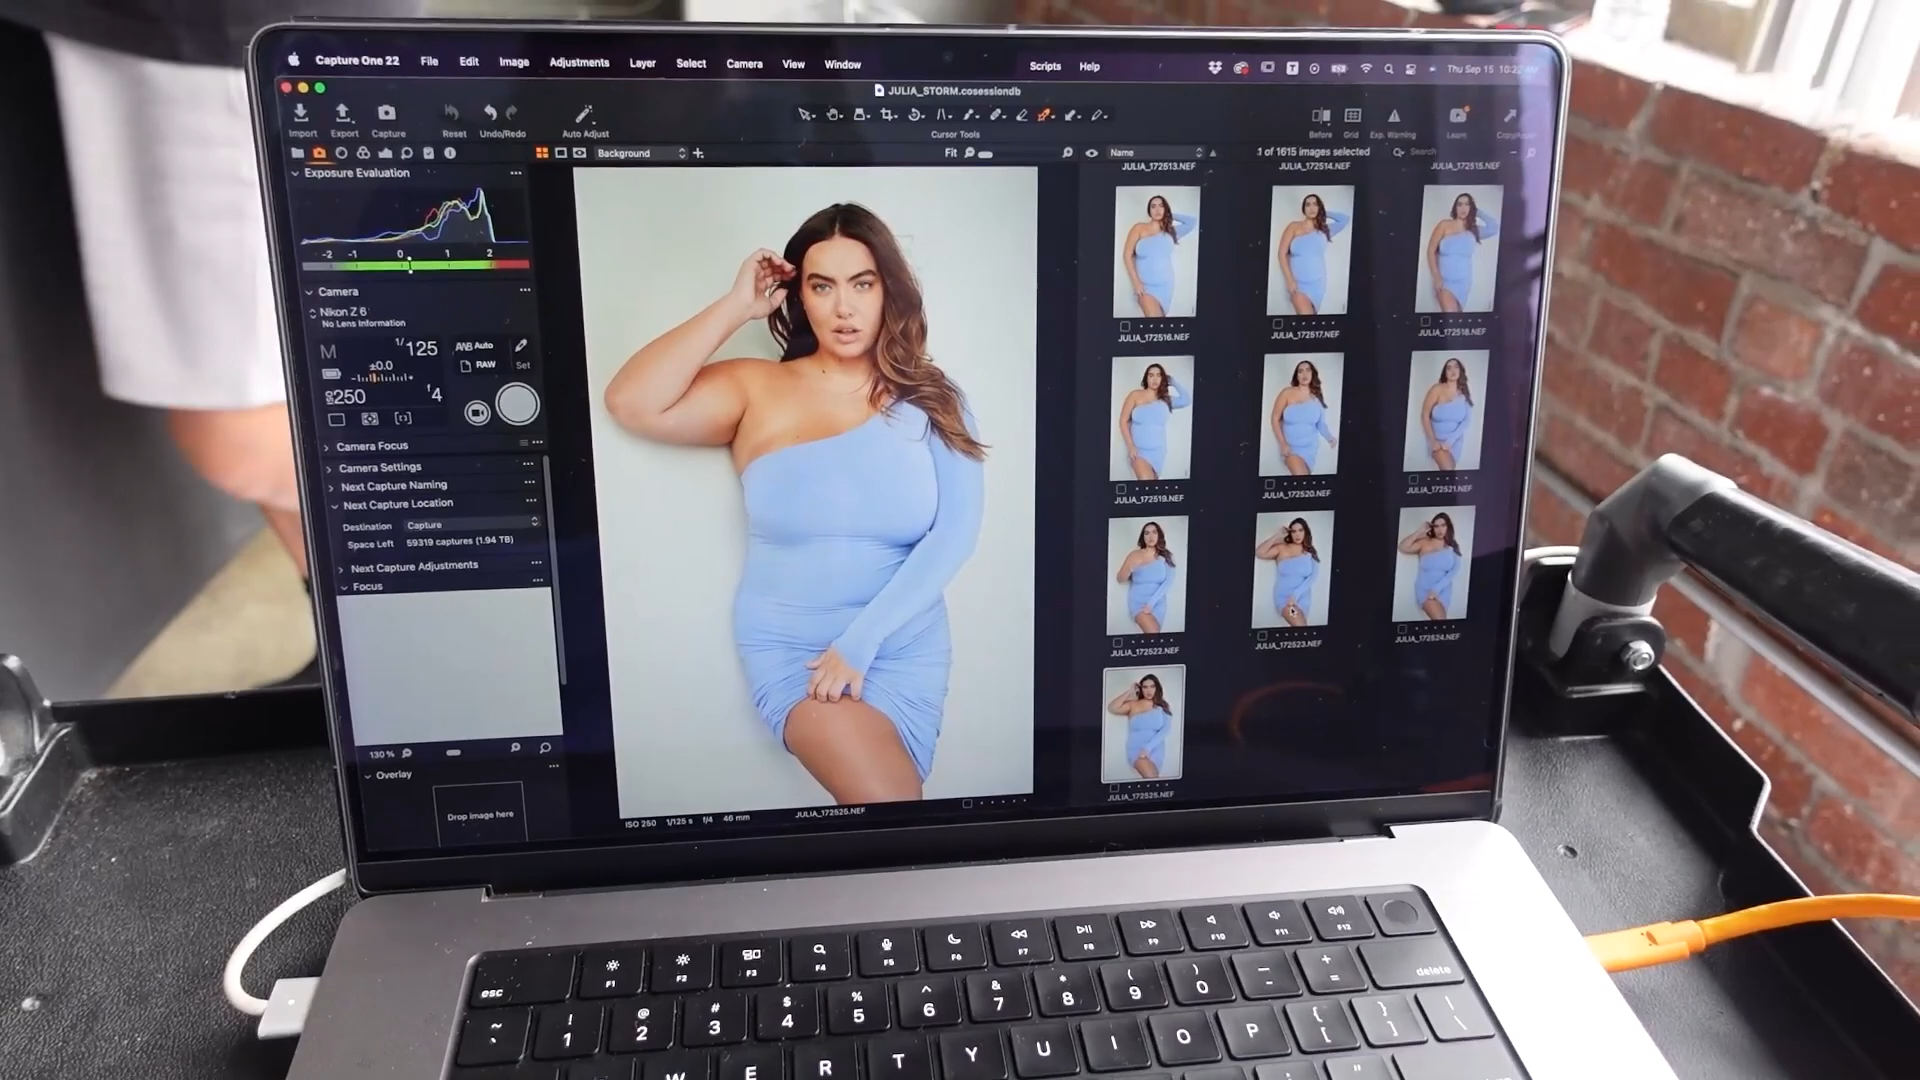 Capture One 22 File Edit Image Adjustments Layer Select Camera View Window Scripts Help Thu Sep 15 10:22
JULIA_STORM.cosessiondb
Import Export Capture Reset Undo/Redo Auto Adjust Cursor Tools Before Grid Exp. Warning Learn
Background Fit Name 1 of 1615 images selected Search
Exposure Evaluation
-2 -1 0 1 2
Camera
Nikon Z 6
No Lens Information
M 1/125 AWB Auto
±0.0 RAW Set
ISO 250 f4
Camera Focus
Camera Settings
Next Capture Naming
Next Capture Location
Destination Capture
Space Left 59319 captures (1.94 TB)
Next Capture Adjustments
Focus
130 %
Overlay
Drop image here
ISO 250 1/125 s f/4 46 mm JULIA_172525.NEF
JULIA_172513.NEF JULIA_172514.NEF JULIA_172515.NEF
JULIA_172516.NEF JULIA_172517.NEF JULIA_172518.NEF
JULIA_172519.NEF JULIA_172520.NEF JULIA_172521.NEF
JULIA_172522.NEF JULIA_172523.NEF JULIA_172524.NEF
JULIA_172525.NEF
esc F1 F2 F3 F4 F5 F6 F7 F8 F9 F10 F11 F12
~ ! @ # $ % ^ & * ( ) _ + delete
` 1 2 3 4 5 6 7 8 9 0 - =
W E R T Y U I O P { [ } ] | \
"